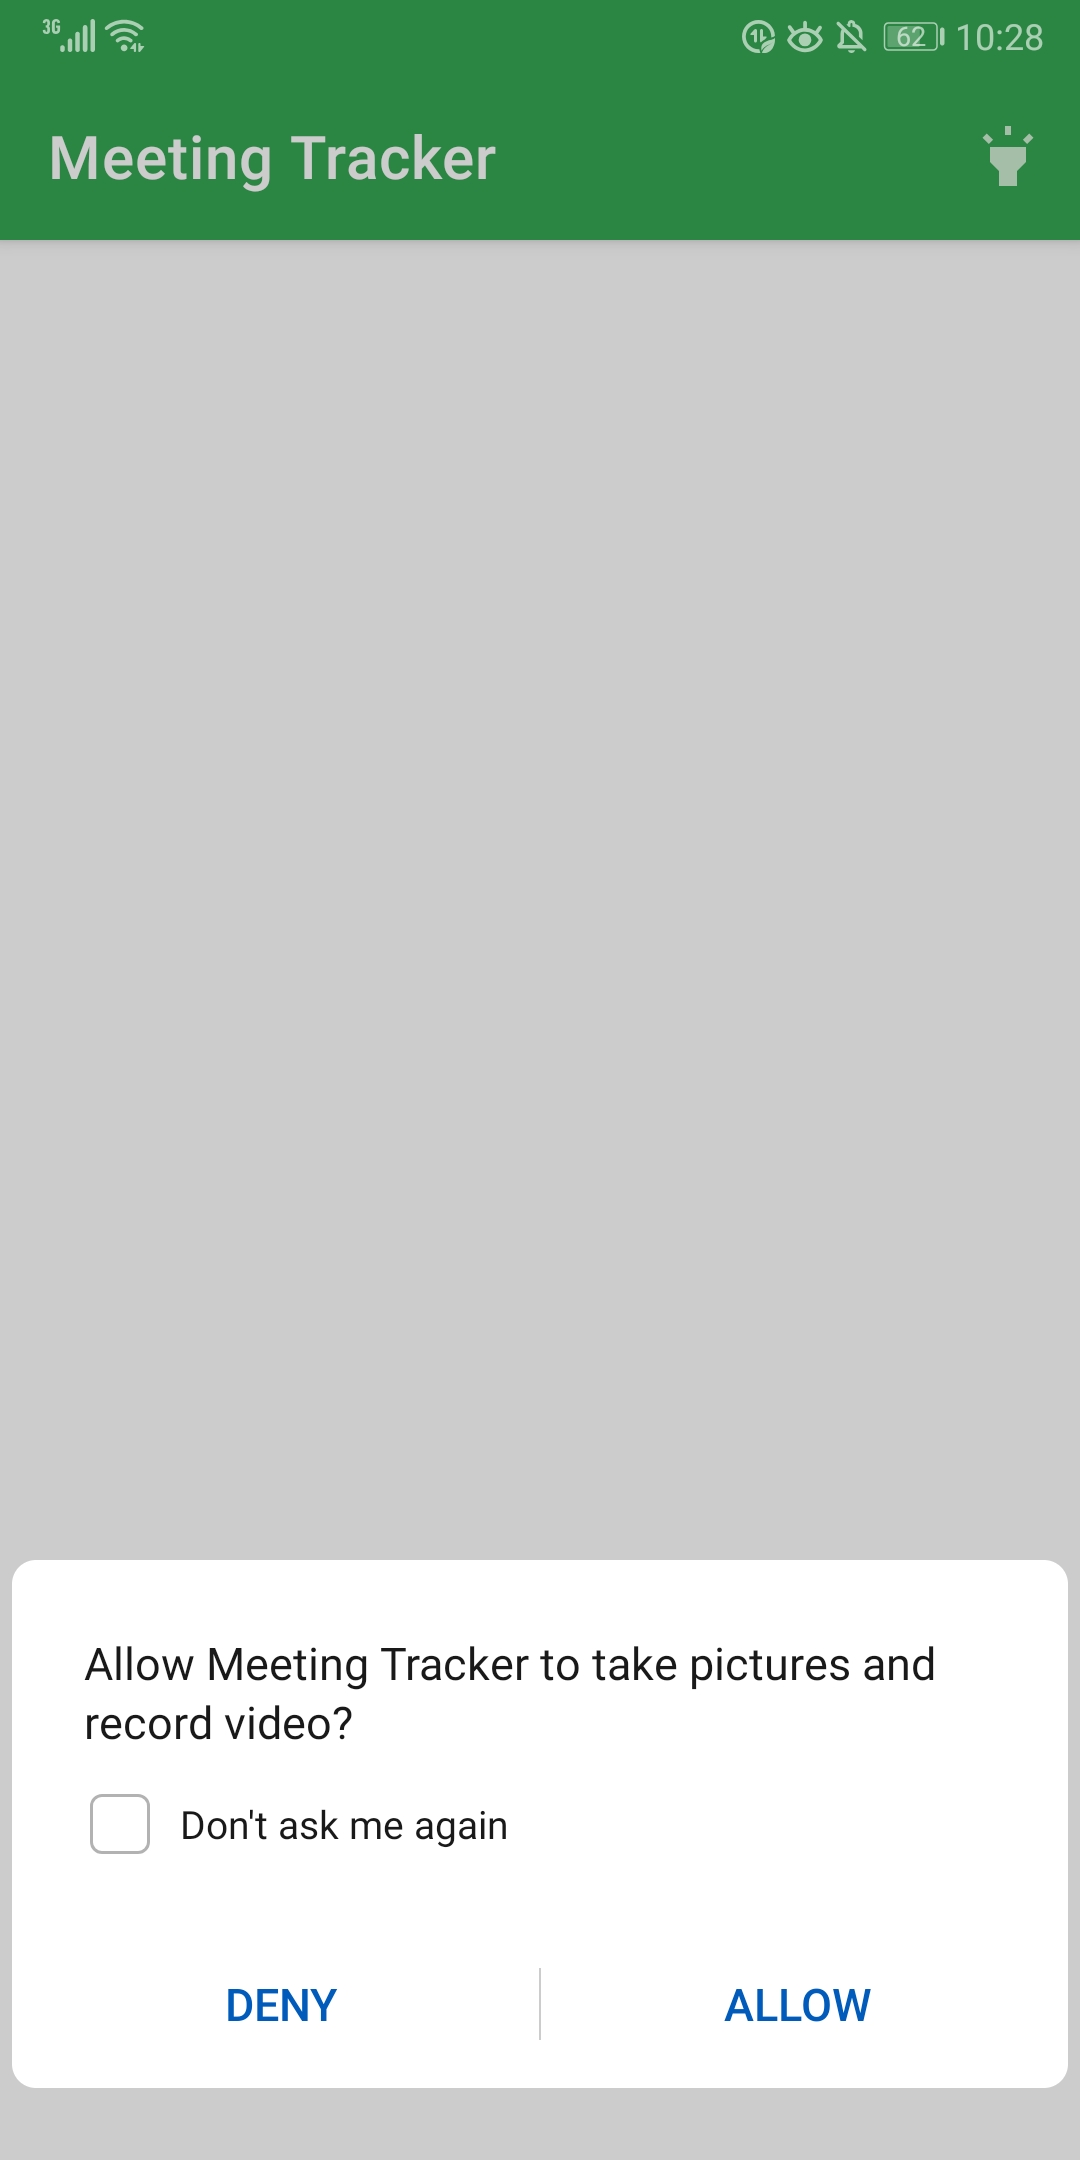 3G 62 10:28
Meeting Tracker
Allow Meeting Tracker to take pictures and
record video?
Don't ask me again
DENY ALLOW